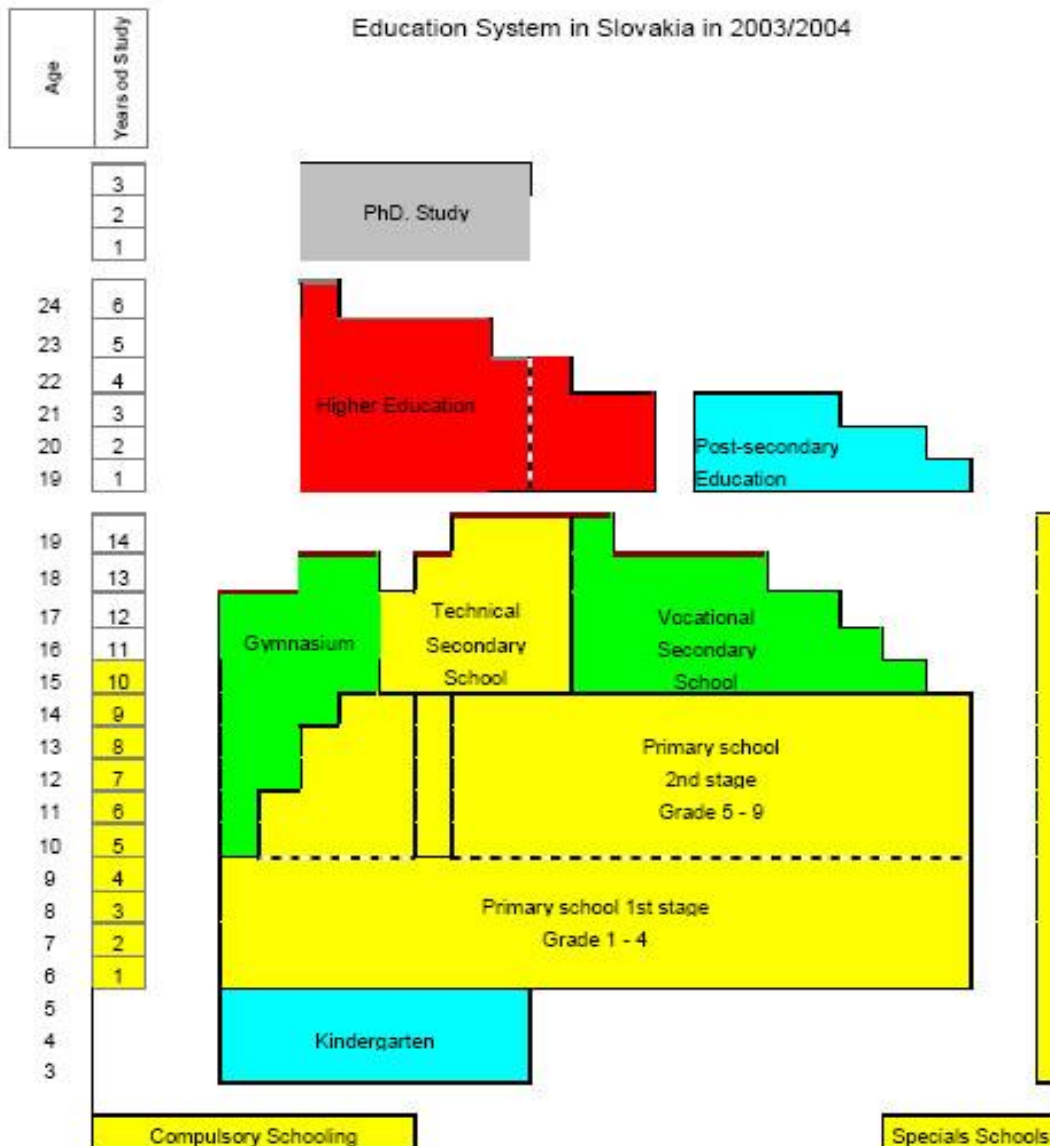 Education System in Slovakia in 2003/2004
Age
Years od Study
3
2
PhD. Study
1
24 6
23 5
22 4
21 3
Higher Education
20 2
Post-secondary
19 1
Education
19 14
18 13
17 12
Technical
Vocational
16 11
Gymnasium
Secondary
Secondary
15 10
School
School
14 9
13 8
Primary school
12 7
2nd stage
11 6
Grade 5 - 9
10 5
9 4
8 3
Primary school 1st stage
7 2
Grade 1 - 4
6 1
5
4
Kindergarten
3
Compulsory Schooling
Specials Schools